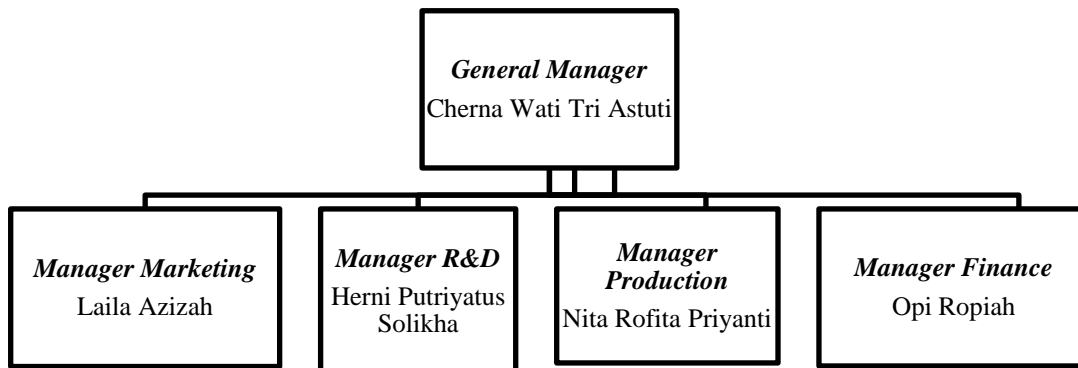 General Manager
Cherna Wati Tri Astuti
Manager Marketing
Laila Azizah
Manager R&D
Herni Putriyatus
Solikha
Manager
Production
Nita Rofita Priyanti
Manager Finance
Opi Ropiah